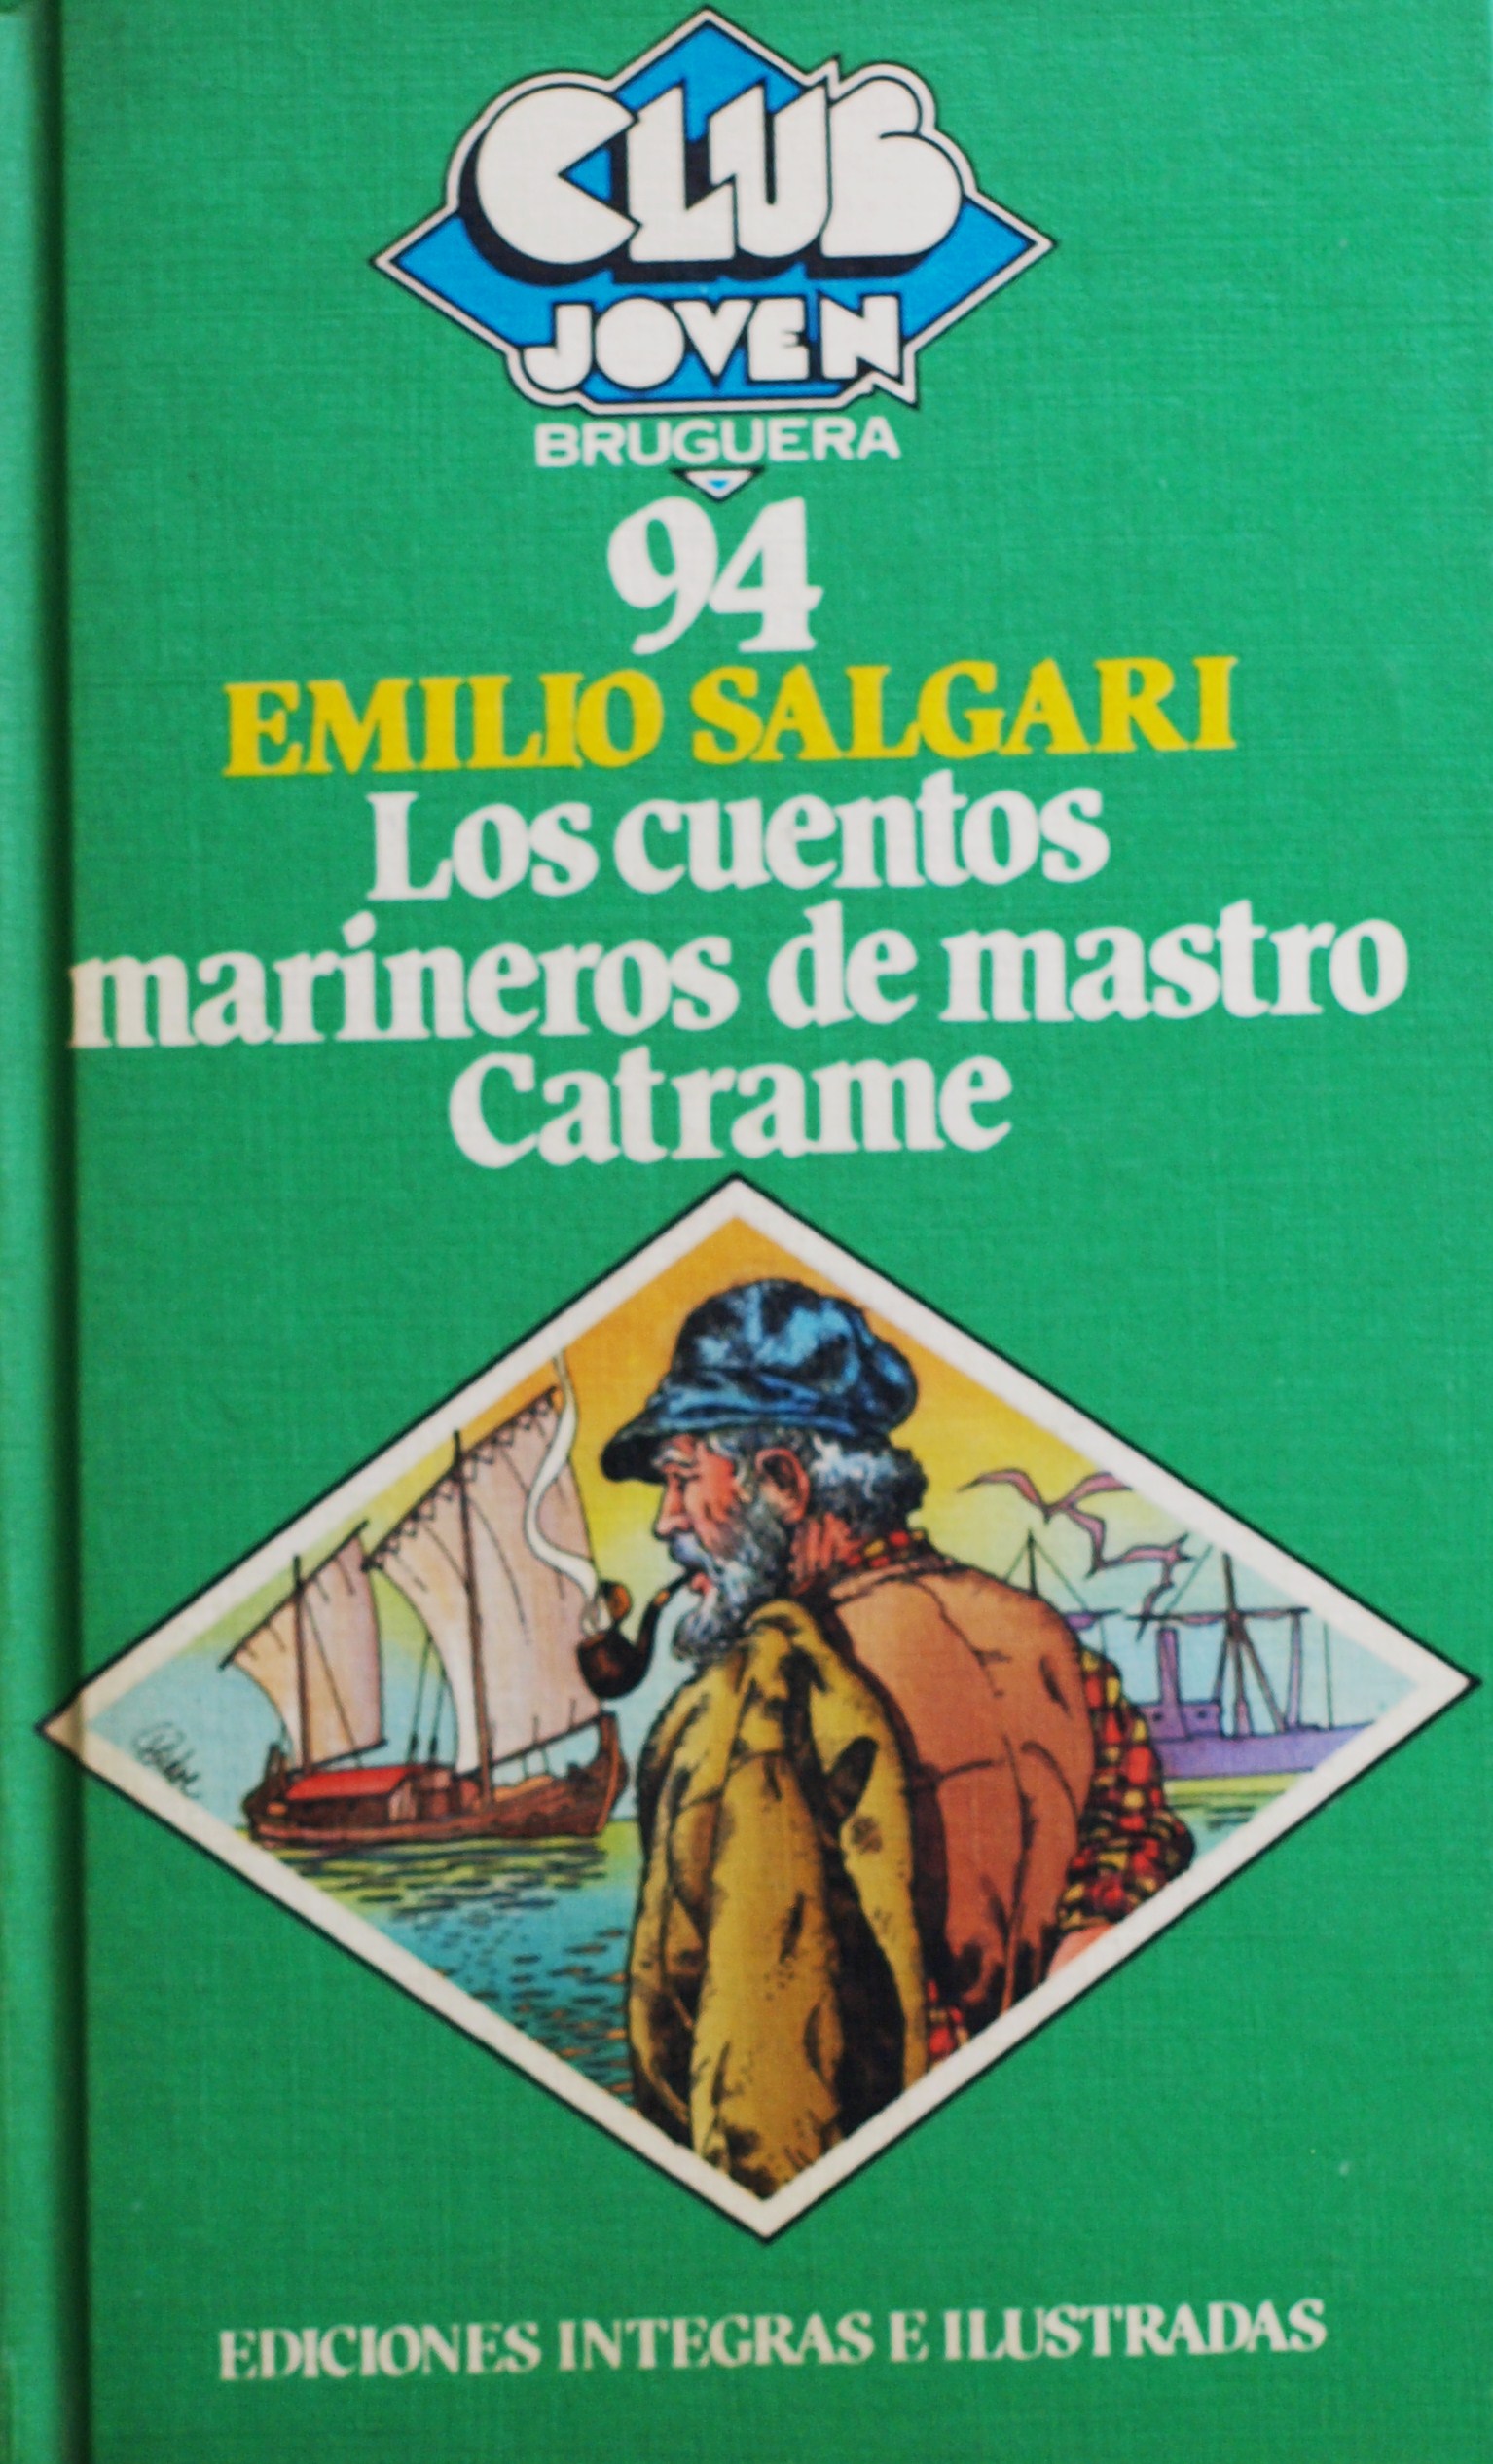 CLUB
JOVEN
BRUGUERA
94
EMILIO SALGARI
Los cuentos
marineros de mastro
Catrame
EDICIONES INTEGRAS E ILUSTRADAS